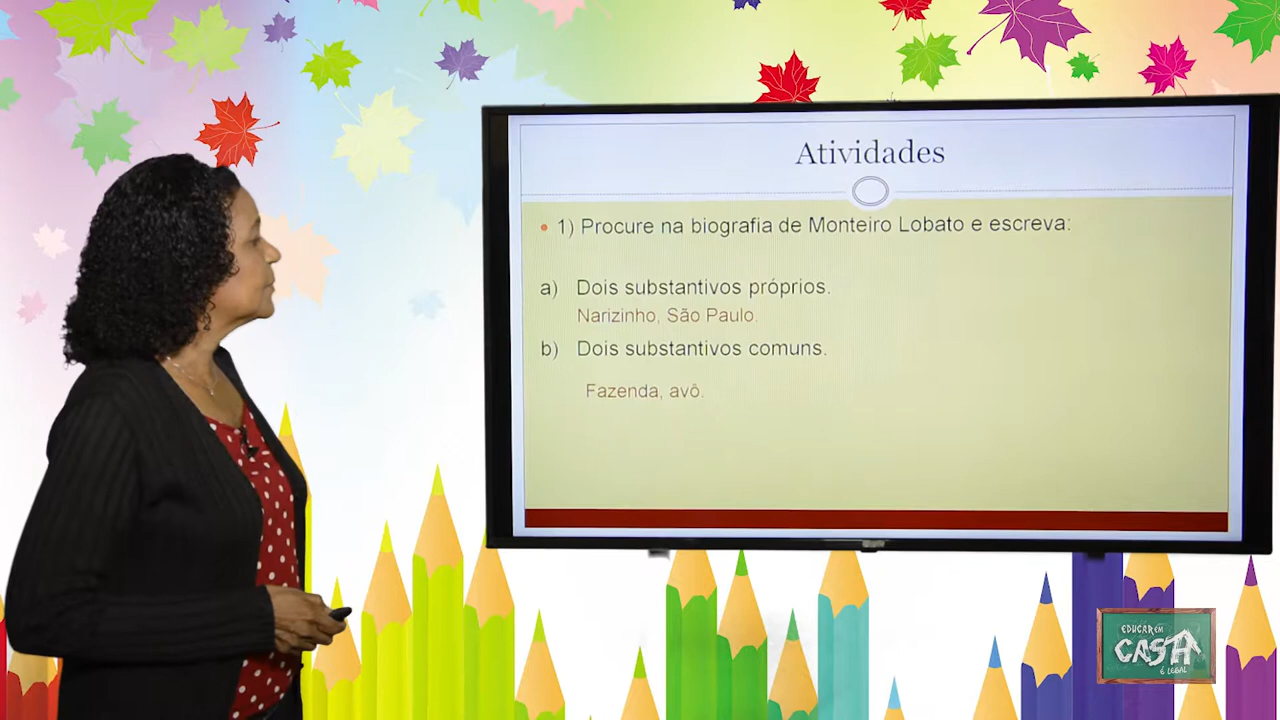 Atividades
1) Procure na biografia de Monteiro Lobato e escreva:
a) Dois substantivos próprios.
Narizinho, São Paulo.
b) Dois substantivos comuns.
Fazenda, avô.
EDUCAR EM
CASA
É LEGAL